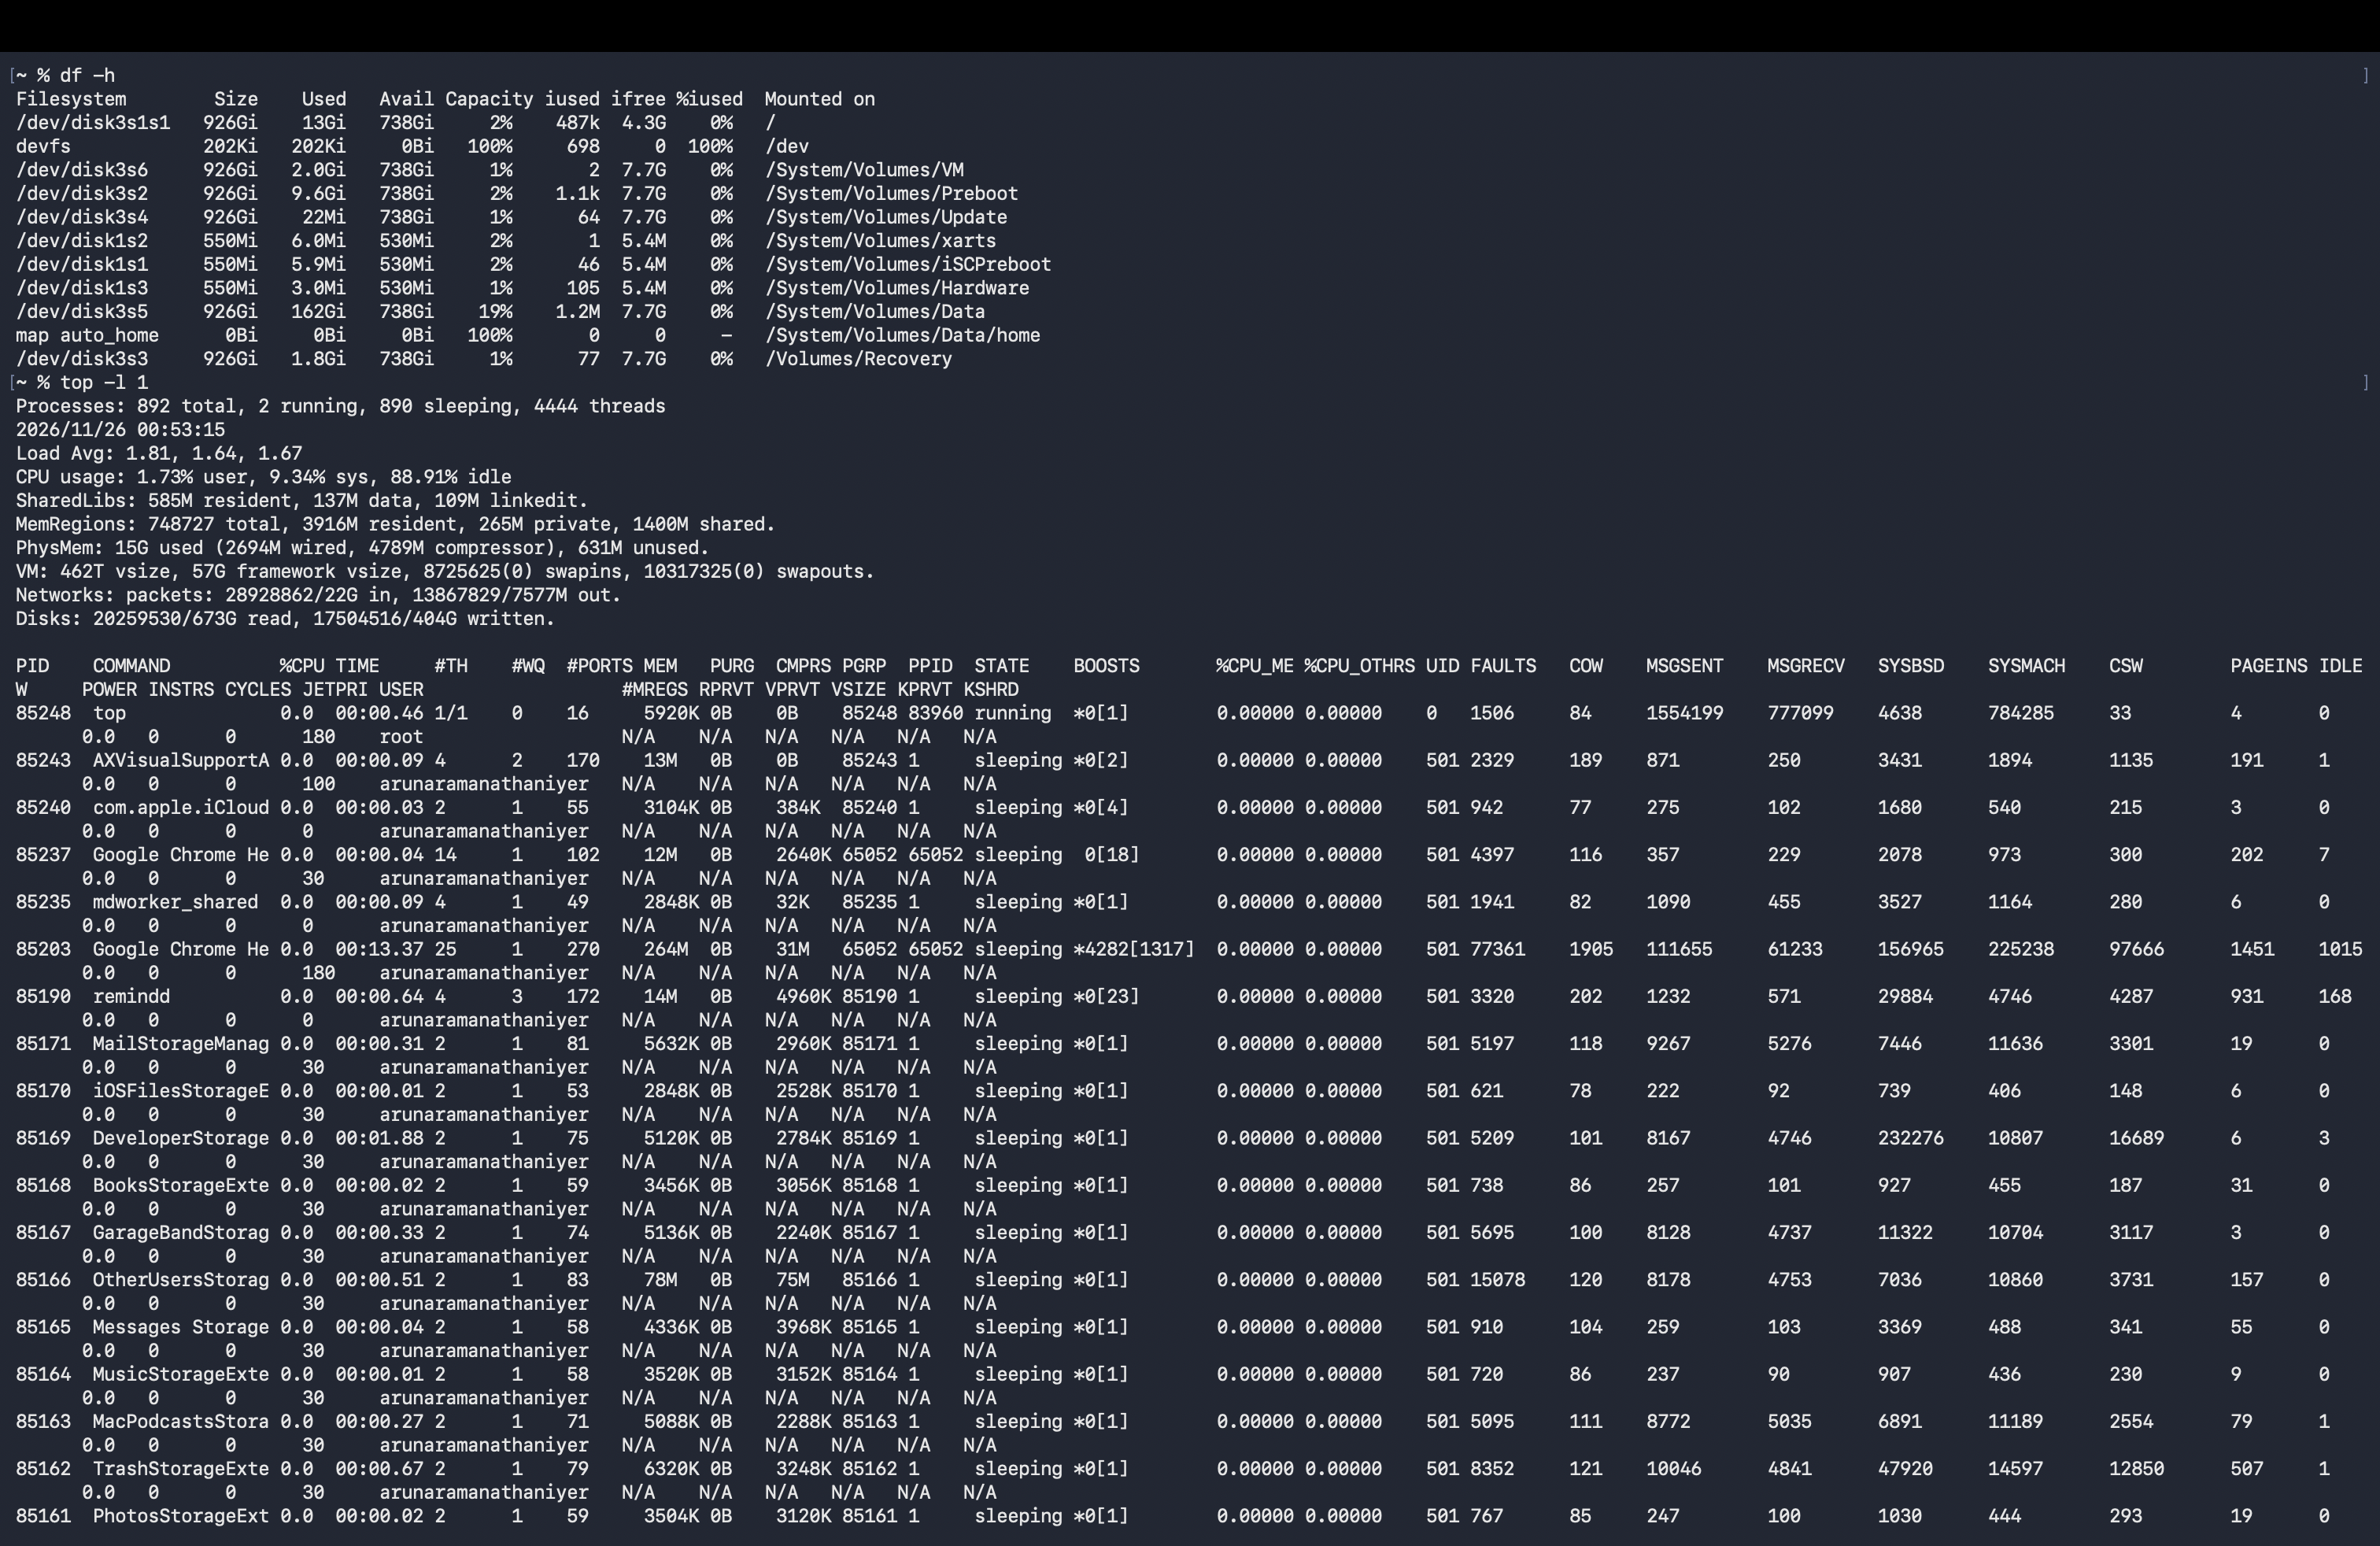 [~ % df -h ]
Filesystem Size Used Avail Capacity iused ifree %iused Mounted on
/dev/disk3s1s1 926Gi 13Gi 738Gi 2% 487k 4.3G 0% /
devfs 202Ki 202Ki 0Bi 100% 698 0 100% /dev
/dev/disk3s6 926Gi 2.0Gi 738Gi 1% 2 7.7G 0% /System/Volumes/VM
/dev/disk3s2 926Gi 9.6Gi 738Gi 2% 1.1k 7.7G 0% /System/Volumes/Preboot
/dev/disk3s4 926Gi 22Mi 738Gi 1% 64 7.7G 0% /System/Volumes/Update
/dev/disk1s2 550Mi 6.0Mi 530Mi 2% 1 5.4M 0% /System/Volumes/xarts
/dev/disk1s1 550Mi 5.9Mi 530Mi 2% 46 5.4M 0% /System/Volumes/iSCPreboot
/dev/disk1s3 550Mi 3.0Mi 530Mi 1% 105 5.4M 0% /System/Volumes/Hardware
/dev/disk3s5 926Gi 162Gi 738Gi 19% 1.2M 7.7G 0% /System/Volumes/Data
map auto_home 0Bi 0Bi 0Bi 100% 0 0 - /System/Volumes/Data/home
/dev/disk3s3 926Gi 1.8Gi 738Gi 1% 77 7.7G 0% /Volumes/Recovery
[~ % top -l 1 ]
Processes: 892 total, 2 running, 890 sleeping, 4444 threads
2026/11/26 00:53:15
Load Avg: 1.81, 1.64, 1.67
CPU usage: 1.73% user, 9.34% sys, 88.91% idle
SharedLibs: 585M resident, 137M data, 109M linkedit.
MemRegions: 748727 total, 3916M resident, 265M private, 1400M shared.
PhysMem: 15G used (2694M wired, 4789M compressor), 631M unused.
VM: 462T vsize, 57G framework vsize, 8725625(0) swapins, 10317325(0) swapouts.
Networks: packets: 28928862/22G in, 13867829/7577M out.
Disks: 20259530/673G read, 17504516/404G written.
PID COMMAND %CPU TIME #TH #WQ #PORTS MEM PURG CMPRS PGRP PPID STATE BOOSTS %CPU_ME %CPU_OTHRS UID FAULTS COW MSGSENT MSGRECV SYSBSD SYSMACH CSW PAGEINS IDLE
W POWER INSTRS CYCLES JETPRI USER #MREGS RPRVT VPRVT VSIZE KPRVT KSHRD
85248 top 0.0 00:00.46 1/1 0 16 5920K 0B 0B 85248 83960 running *0[1] 0.00000 0.00000 0 1506 84 1554199 777099 4638 784285 33 4 0
0.0 0 0 180 root N/A N/A N/A N/A N/A N/A
85243 AXVisualSupportA 0.0 00:00.09 4 2 170 13M 0B 0B 85243 1 sleeping *0[2] 0.00000 0.00000 501 2329 189 871 250 3431 1894 1135 191 1
0.0 0 0 100 arunaramanathaniyer N/A N/A N/A N/A N/A N/A
85240 com.apple.iCloud 0.0 00:00.03 2 1 55 3104K 0B 384K 85240 1 sleeping *0[4] 0.00000 0.00000 501 942 77 275 102 1680 540 215 3 0
0.0 0 0 0 arunaramanathaniyer N/A N/A N/A N/A N/A N/A
85237 Google Chrome He 0.0 00:00.04 14 1 102 12M 0B 2640K 65052 65052 sleeping 0[18] 0.00000 0.00000 501 4397 116 357 229 2078 973 300 202 7
0.0 0 0 30 arunaramanathaniyer N/A N/A N/A N/A N/A N/A
85235 mdworker_shared 0.0 00:00.09 4 1 49 2848K 0B 32K 85235 1 sleeping *0[1] 0.00000 0.00000 501 1941 82 1090 455 3527 1164 280 6 0
0.0 0 0 0 arunaramanathaniyer N/A N/A N/A N/A N/A N/A
85203 Google Chrome He 0.0 00:13.37 25 1 270 264M 0B 31M 65052 65052 sleeping *4282[1317] 0.00000 0.00000 501 77361 1905 111655 61233 156965 225238 97666 1451 1015
0.0 0 0 180 arunaramanathaniyer N/A N/A N/A N/A N/A N/A
85190 remindd 0.0 00:00.64 4 3 172 14M 0B 4960K 85190 1 sleeping *0[23] 0.00000 0.00000 501 3320 202 1232 571 29884 4746 4287 931 168
0.0 0 0 0 arunaramanathaniyer N/A N/A N/A N/A N/A N/A
85171 MailStorageManag 0.0 00:00.31 2 1 81 5632K 0B 2960K 85171 1 sleeping *0[1] 0.00000 0.00000 501 5197 118 9267 5276 7446 11636 3301 19 0
0.0 0 0 30 arunaramanathaniyer N/A N/A N/A N/A N/A N/A
85170 iOSFilesStorageE 0.0 00:00.01 2 1 53 2848K 0B 2528K 85170 1 sleeping *0[1] 0.00000 0.00000 501 621 78 222 92 739 406 148 6 0
0.0 0 0 30 arunaramanathaniyer N/A N/A N/A N/A N/A N/A
85169 DeveloperStorage 0.0 00:01.88 2 1 75 5120K 0B 2784K 85169 1 sleeping *0[1] 0.00000 0.00000 501 5209 101 8167 4746 232276 10807 16689 6 3
0.0 0 0 30 arunaramanathaniyer N/A N/A N/A N/A N/A N/A
85168 BooksStorageExte 0.0 00:00.02 2 1 59 3456K 0B 3056K 85168 1 sleeping *0[1] 0.00000 0.00000 501 738 86 257 101 927 455 187 31 0
0.0 0 0 30 arunaramanathaniyer N/A N/A N/A N/A N/A N/A
85167 GarageBandStorag 0.0 00:00.33 2 1 74 5136K 0B 2240K 85167 1 sleeping *0[1] 0.00000 0.00000 501 5695 100 8128 4737 11322 10704 3117 3 0
0.0 0 0 30 arunaramanathaniyer N/A N/A N/A N/A N/A N/A
85166 OtherUsersStorag 0.0 00:00.51 2 1 83 78M 0B 75M 85166 1 sleeping *0[1] 0.00000 0.00000 501 15078 120 8178 4753 7036 10860 3731 157 0
0.0 0 0 30 arunaramanathaniyer N/A N/A N/A N/A N/A N/A
85165 Messages Storage 0.0 00:00.04 2 1 58 4336K 0B 3968K 85165 1 sleeping *0[1] 0.00000 0.00000 501 910 104 259 103 3369 488 341 55 0
0.0 0 0 30 arunaramanathaniyer N/A N/A N/A N/A N/A N/A
85164 MusicStorageExte 0.0 00:00.01 2 1 58 3520K 0B 3152K 85164 1 sleeping *0[1] 0.00000 0.00000 501 720 86 237 90 907 436 230 9 0
0.0 0 0 30 arunaramanathaniyer N/A N/A N/A N/A N/A N/A
85163 MacPodcastsStora 0.0 00:00.27 2 1 71 5088K 0B 2288K 85163 1 sleeping *0[1] 0.00000 0.00000 501 5095 111 8772 5035 6891 11189 2554 79 1
0.0 0 0 30 arunaramanathaniyer N/A N/A N/A N/A N/A N/A
85162 TrashStorageExte 0.0 00:00.67 2 1 79 6320K 0B 3248K 85162 1 sleeping *0[1] 0.00000 0.00000 501 8352 121 10046 4841 47920 14597 12850 507 1
0.0 0 0 30 arunaramanathaniyer N/A N/A N/A N/A N/A N/A
85161 PhotosStorageExt 0.0 00:00.02 2 1 59 3504K 0B 3120K 85161 1 sleeping *0[1] 0.00000 0.00000 501 767 85 247 100 1030 444 293 19 0